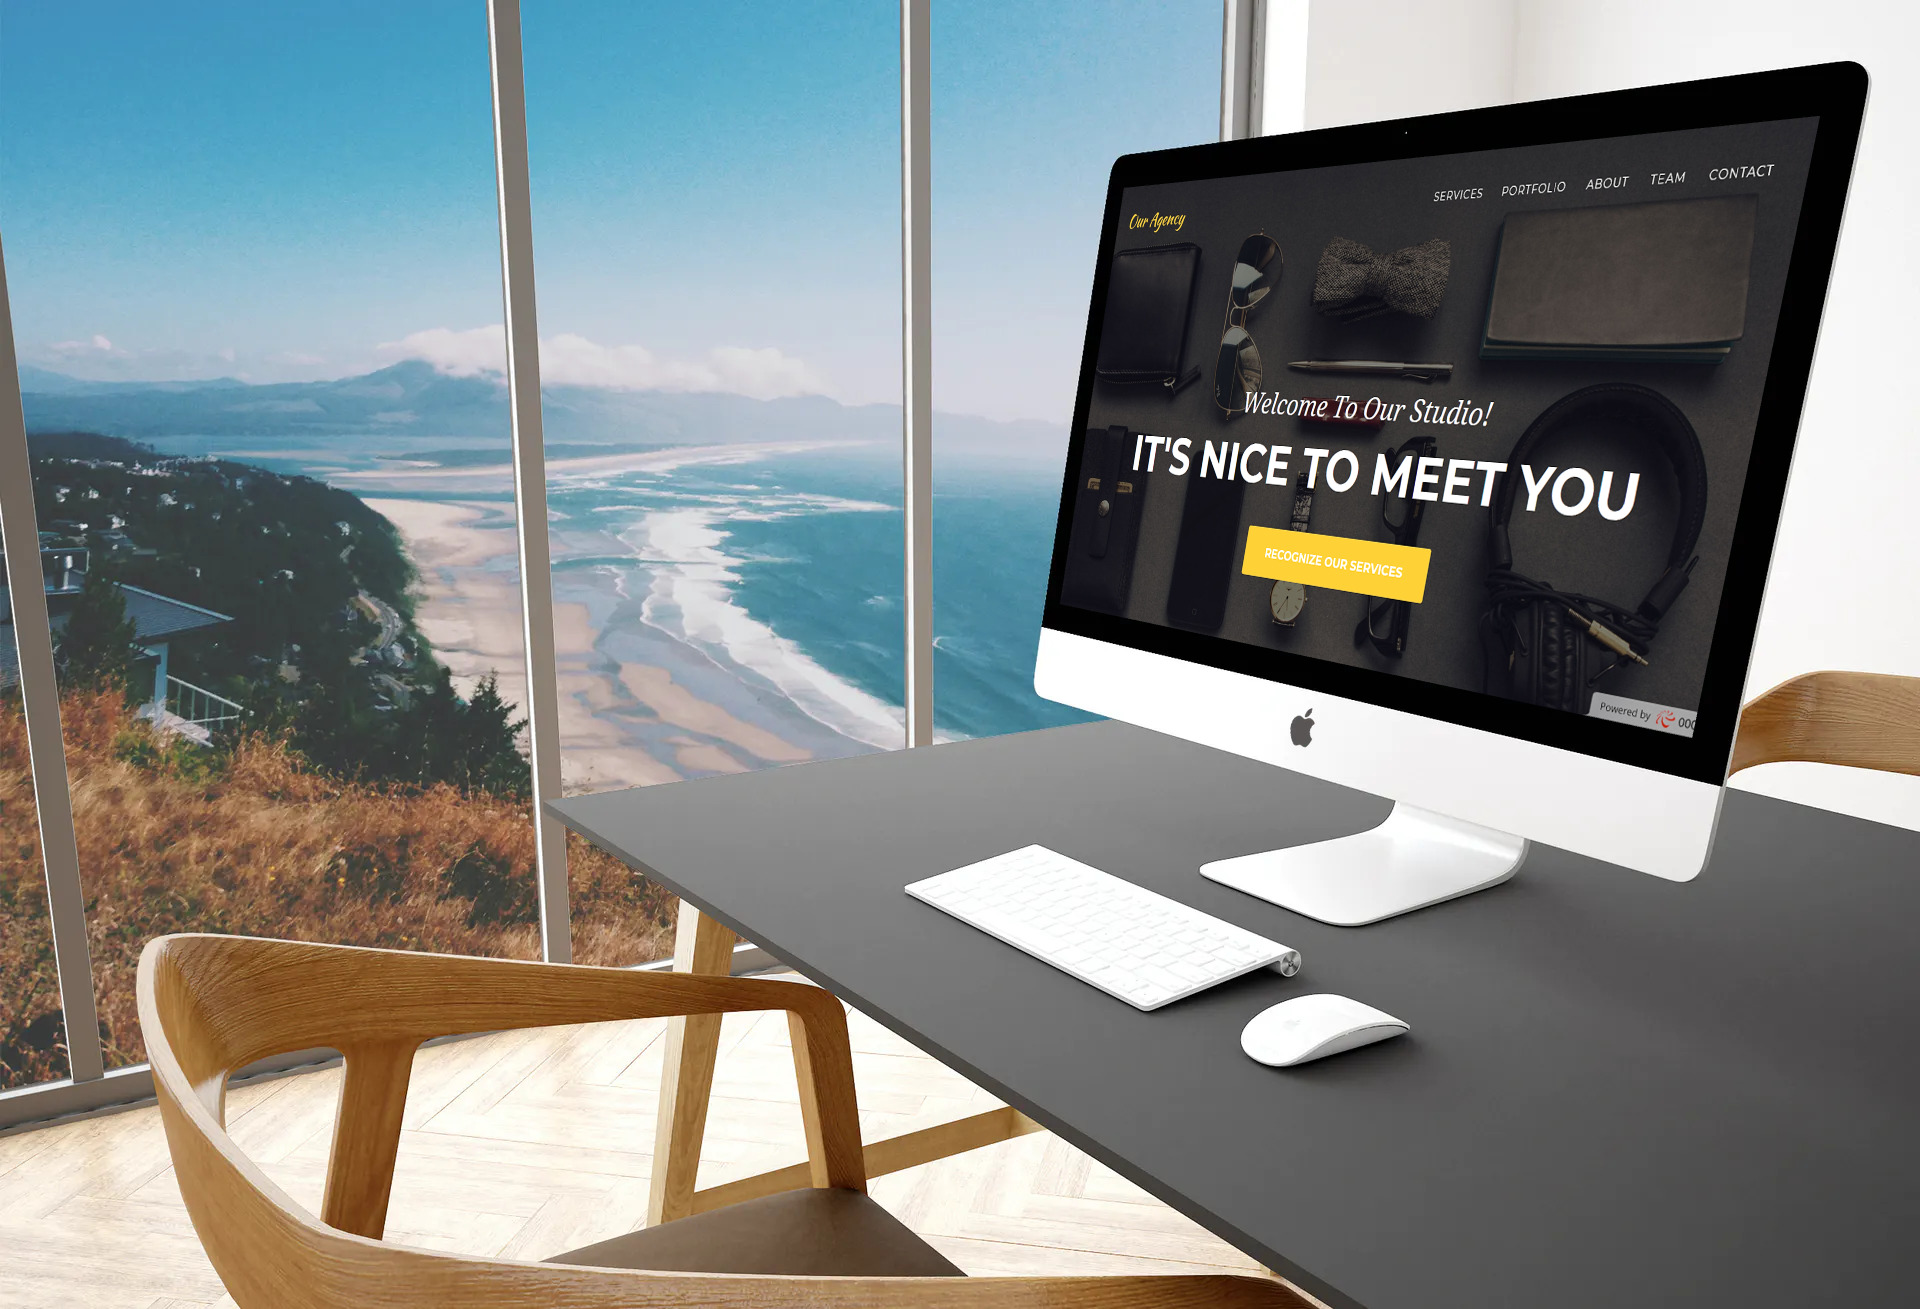 SERVICES PORTFOLIO ABOUT TEAM CONTACT
Our Agency
Welcome To Our Studio!
IT'S NICE TO MEET YOU
RECOGNIZE OUR SERVICES
Powered by 000